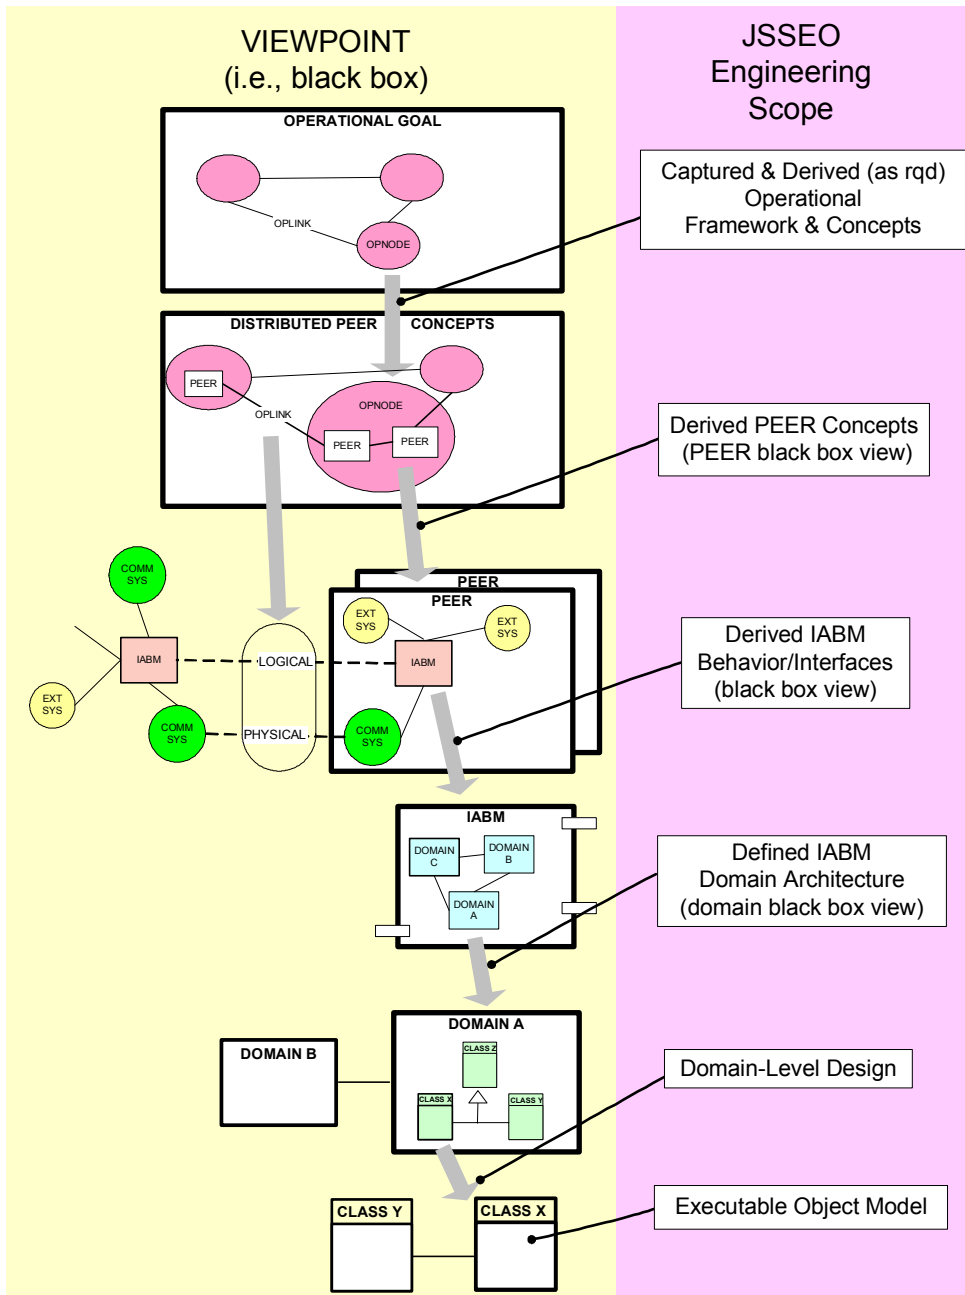 VIEWPOINT
(i.e., black box)
JSSEO
Engineering
Scope
OPERATIONAL GOAL
OPLINK
OPNODE
Captured & Derived (as rqd)
Operational
Framework & Concepts
DISTRIBUTED PEER CONCEPTS
PEER
OPLINK
OPNODE
PEER
PEER
Derived PEER Concepts
(PEER black box view)
COMM
SYS
IABM
EXT
SYS
COMM
SYS
LOGICAL
PHYSICAL
PEER
PEER
EXT
SYS
EXT
SYS
IABM
COMM
SYS
Derived IABM
Behavior/Interfaces
(black box view)
IABM
DOMAIN
C
DOMAIN
B
DOMAIN
A
Defined IABM
Domain Architecture
(domain black box view)
DOMAIN B
DOMAIN A
CLASS Z
CLASS X
CLASS Y
Domain-Level Design
CLASS Y
CLASS X
Executable Object Model